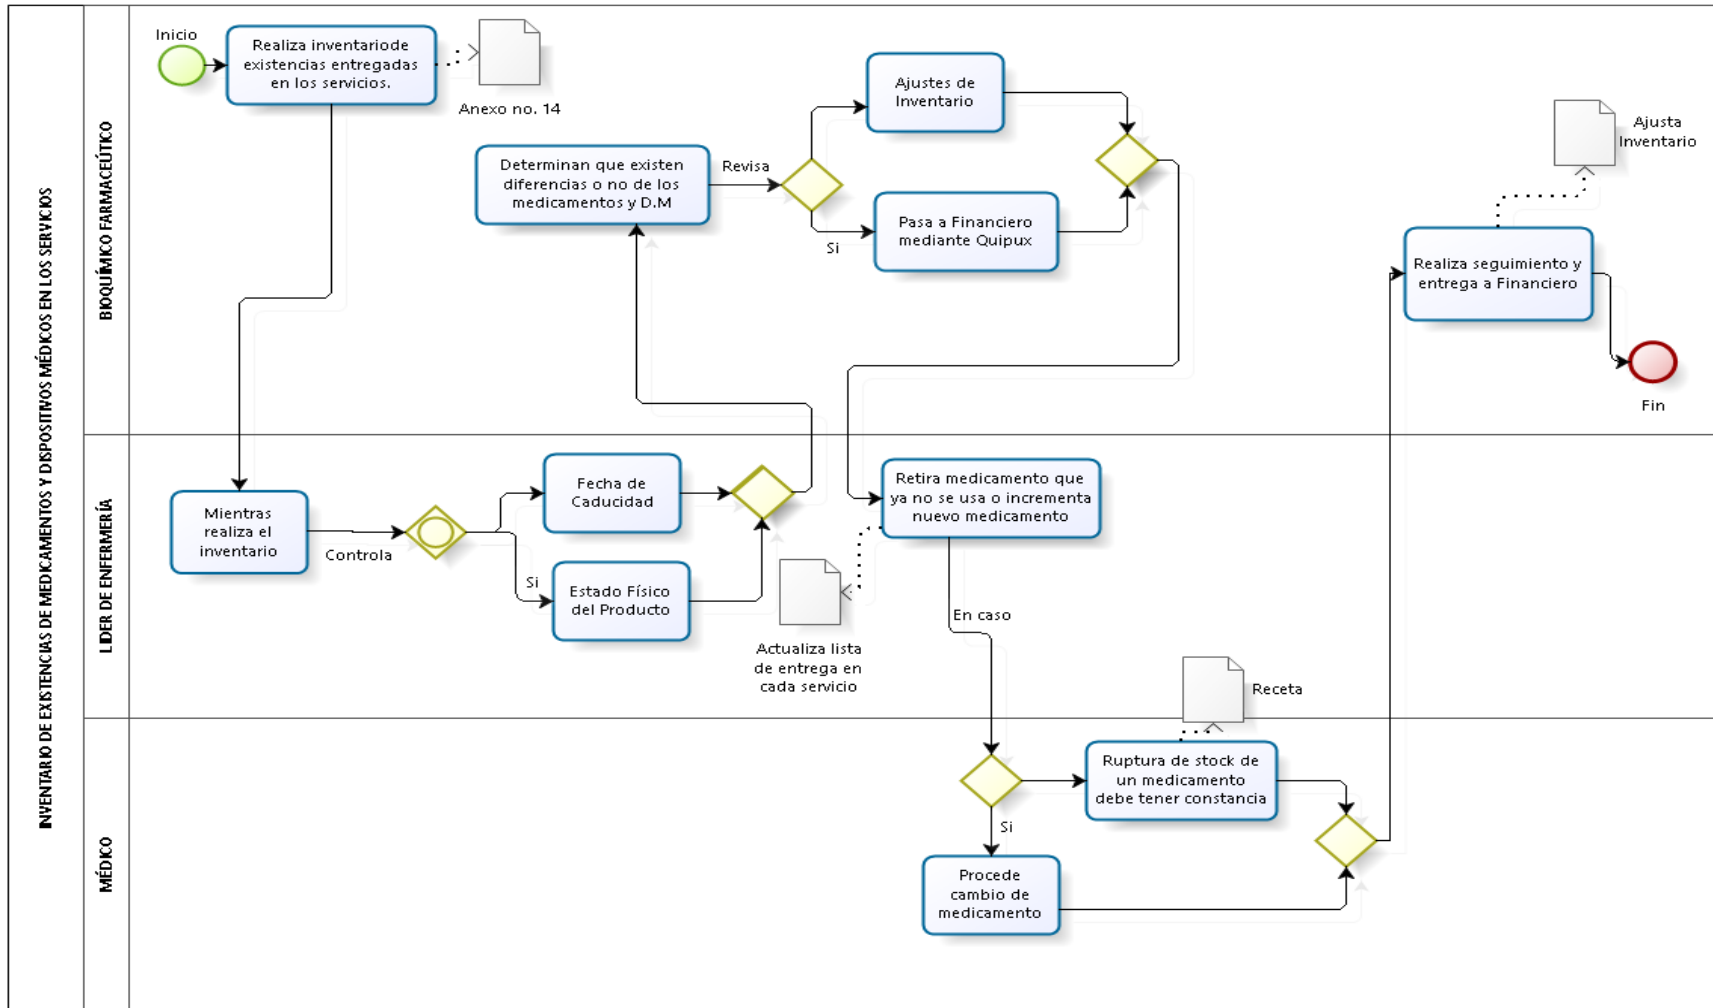 INVENTARIO DE EXISTENCIAS DE MEDICAMENTOS Y DISPOSITIVOS MÉDICOS EN LOS SERVICIOS
BIOQUÍMICO FARMACEÚTICO
Inicio
Realiza inventariode
existencias entregadas
en los servicios.
Anexo no. 14
Determinan que existen
diferencias o no de los
medicamentos y D.M
Revisa
Ajustes de
Inventario
Si
Pasa a Financiero
mediante Quipux
Ajusta
Inventario
Realiza seguimiento y
entrega a Financiero
Fin
LIDER DE ENFERMERÍA
Mientras
realiza el
inventario
Controla
Fecha de
Caducidad
Si
Estado Físico
del Producto
Retira medicamento que
ya no se usa o incrementa
nuevo medicamento
Actualiza lista
de entrega en
cada servicio
En caso
Receta
MÉDICO
Ruptura de stock de
un medicamento
debe tener constancia
Si
Procede
cambio de
medicamento